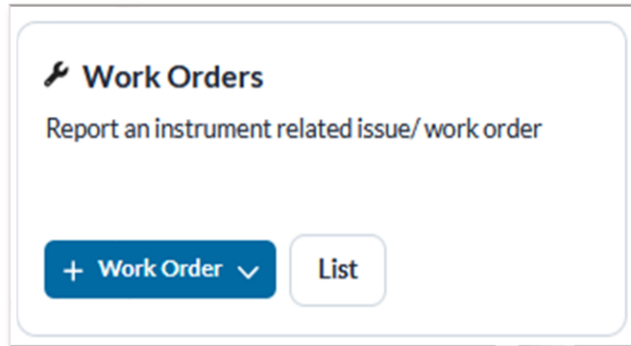 Work Orders
Report an instrument related issue/ work order
+ Work Order
List